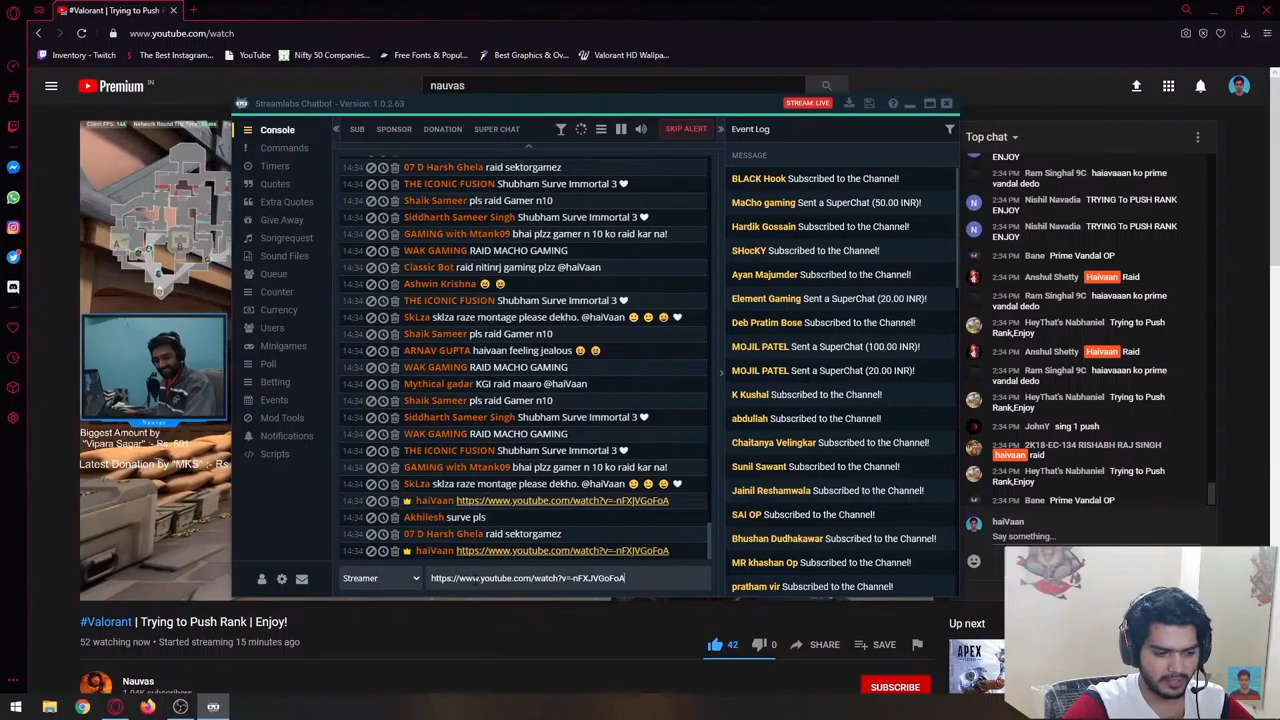 #Valorant | Trying to Push R
www.youtube.com/watch
Inventory - Twitch
The Best Instagram...
YouTube
Nifty 50 Companies...
Free Fonts & Popul...
Best Graphics & Ov...
Valorant HD Wallpa...
Premium
IN
nauvas
Streamlabs Chatbot - Version: 1.0.2.63
STREAM: LIVE
Console
Commands
Timers
Quotes
Extra Quotes
Give Away
Songrequest
Sound Files
Queue
Counter
Currency
Users
Minigames
Poll
Betting
Events
Mod Tools
Notifications
Scripts
SUB SPONSOR DONATION SUPER CHAT
SKIP ALERT
14:34 07 D Harsh Ghela raid sektorgamez
14:34 THE ICONIC FUSION Shubham Surve Immortal 3
14:34 Shaik Sameer pls raid Gamer n10
14:34 Siddharth Sameer Singh Shubham Surve Immortal 3
14:34 GAMING with Mtank09 bhai plzz gamer n 10 ko raid kar na!
14:34 WAK GAMING RAID MACHO GAMING
14:34 Classic Bot raid nitinrj gaming plzz @haiVaan
14:34 Ashwin Krishna
14:34 THE ICONIC FUSION Shubham Surve Immortal 3
14:34 SkLza sklza raze montage please dekho. @haiVaan
14:34 Shaik Sameer pls raid Gamer n10
14:34 ARNAV GUPTA haivaan feeling jealous
14:34 WAK GAMING RAID MACHO GAMING
14:34 Mythical gadar KGI raid maaro @haiVaan
14:34 Shaik Sameer pls raid Gamer n10
14:34 Siddharth Sameer Singh Shubham Surve Immortal 3
14:34 WAK GAMING RAID MACHO GAMING
14:34 THE ICONIC FUSION Shubham Surve Immortal 3
14:34 GAMING with Mtank09 bhai plzz gamer n 10 ko raid kar na!
14:34 SkLza sklza raze montage please dekho. @haiVaan
14:34 haiVaan https://www.youtube.com/watch?v=-nFXJVGoFoA
14:34 Akhilesh surve pls
14:34 07 D Harsh Ghela raid sektorgamez
14:34 haiVaan https://www.youtube.com/watch?v=-nFXJVGoFoA
Streamer
https://www.youtube.com/watch?v=-nFXJVGoFoA
Event Log
MESSAGE
BLACK Hook Subscribed to the Channel!
MaCho gaming Sent a SuperChat (50.00 INR)!
Hardik Gossain Subscribed to the Channel!
SHocKY Subscribed to the Channel!
Ayan Majumder Subscribed to the Channel!
Element Gaming Sent a SuperChat (20.00 INR)!
Deb Pratim Bose Subscribed to the Channel!
MOJIL PATEL Sent a SuperChat (100.00 INR)!
MOJIL PATEL Sent a SuperChat (20.00 INR)!
K Kushal Subscribed to the Channel!
abdullah Subscribed to the Channel!
Chaitanya Velingkar Subscribed to the Channel!
Sunil Sawant Subscribed to the Channel!
Jainil Reshamwala Subscribed to the Channel!
SAI OP Subscribed to the Channel!
Bhushan Dudhakawar Subscribed to the Channel!
MR khashan Op Subscribed to the Channel!
pratham vir Subscribed to the Channel!
Top chat
ENJOY
2:34 PM Ram Singhal 9C haiavaaan ko prime
vandal dedo
2:34 PM Nishil Navadia TRYING To PUSH RANK
ENJOY
2:34 PM Nishil Navadia TRYING To PUSH RANK
ENJOY
2:34 PM Bane Prime Vandal OP
2:34 PM Anshul Shetty Haivaan Raid
2:34 PM Ram Singhal 9C haiavaaan ko prime
vandal dedo
2:34 PM HeyThat's Nabhaniel Trying to Push
Rank,Enjoy
2:34 PM Anshul Shetty Haivaan Raid
2:34 PM Ram Singhal 9C haiavaaan ko prime
vandal dedo
2:34 PM HeyThat's Nabhaniel Trying to Push
Rank,Enjoy
2:34 PM JohnY sing 1 push
2:34 PM 2K18-EC-134 RISHABH RAJ SINGH
haivaan raid
2:34 PM HeyThat's Nabhaniel Trying to Push
Rank,Enjoy
2:34 PM Bane Prime Vandal OP
haiVaan
Say something...
Nauvas
Biggest Amount by
"Vipara Sagar" :- Rs. 501.
Latest Donation by "MKS" :- Rs.
#Valorant | Trying to Push Rank | Enjoy!
52 watching now • Started streaming 15 minutes ago
42
0
SHARE
SAVE
Up next
APEX
Nauvas
1.04K subscribers
SUBSCRIBE